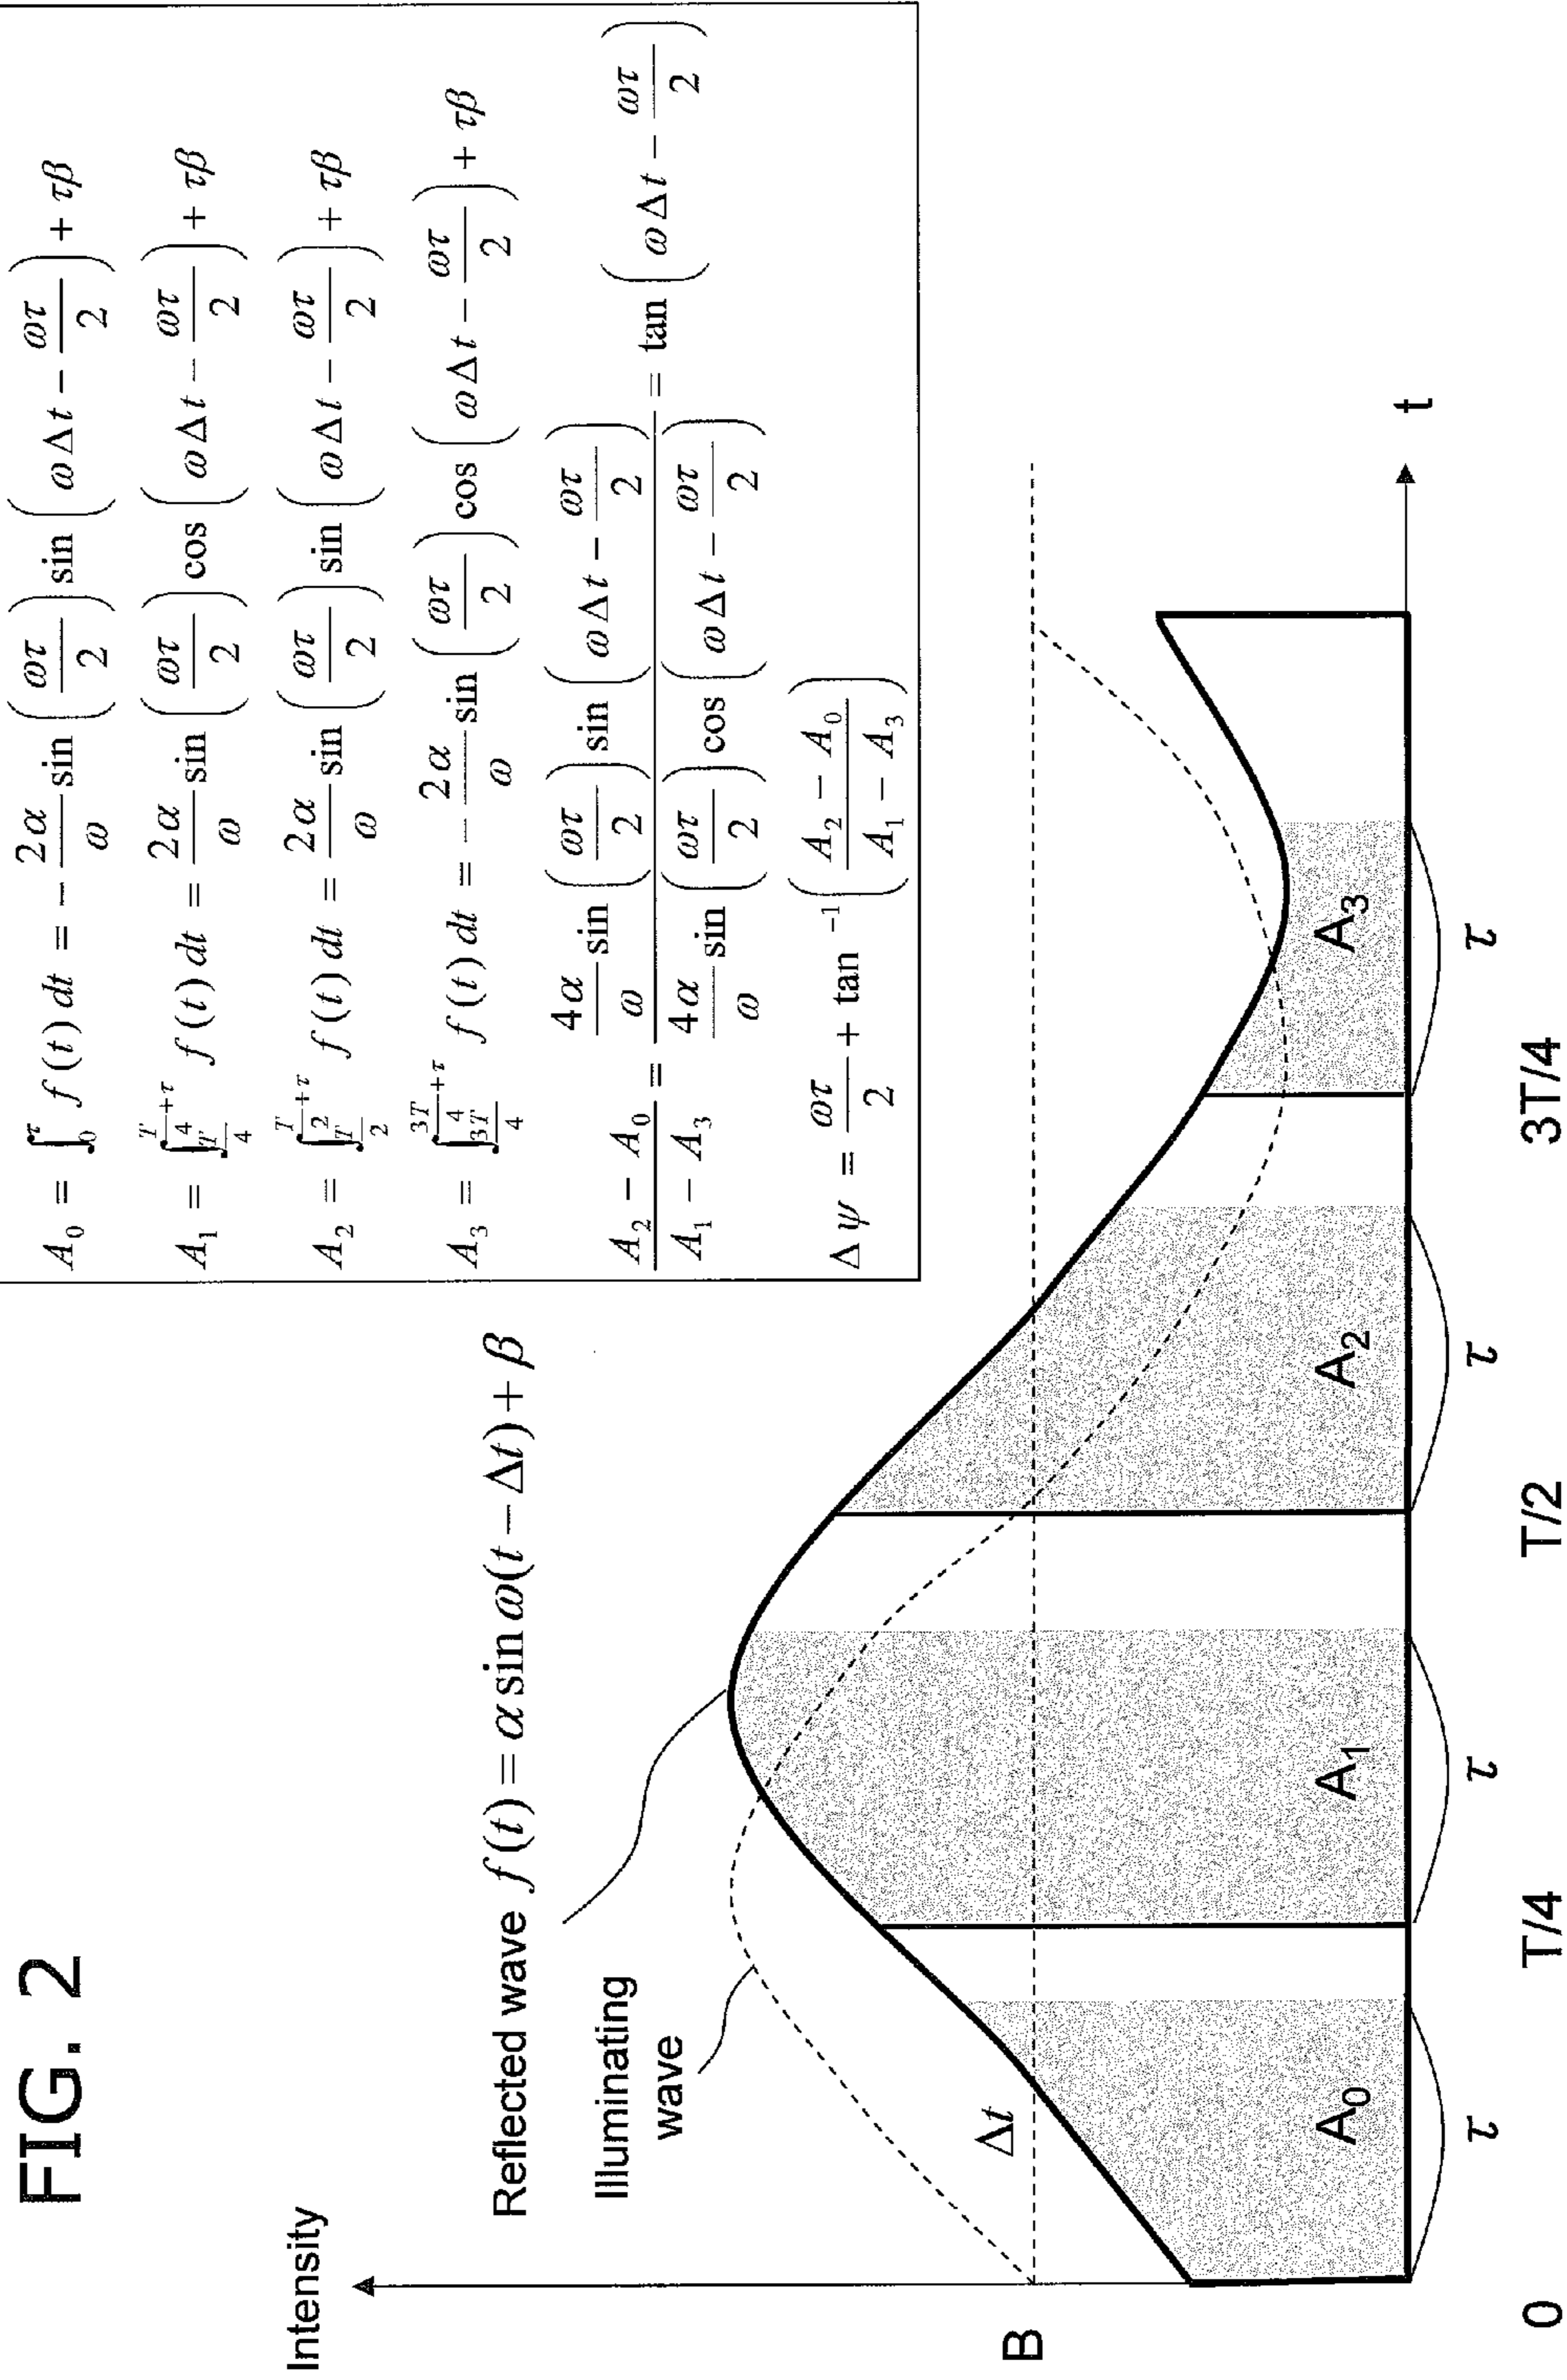 FIG. 2
A₀ = ∫₀^τ f(t) dt = − (2α/ω) sin(ωτ/2) sin(ωΔt − ωτ/2) + τβ
A₁ = ∫_{T/4}^{T/4+τ} f(t) dt = (2α/ω) sin(ωτ/2) cos(ωΔt − ωτ/2) + τβ
A₂ = ∫_{T/2}^{T/2+τ} f(t) dt = (2α/ω) sin(ωτ/2) sin(ωΔt − ωτ/2) + τβ
A₃ = ∫_{3T/4}^{3T/4+τ} f(t) dt = − (2α/ω) sin(ωτ/2) cos(ωΔt − ωτ/2) + τβ
(A₂ − A₀)/(A₁ − A₃) = ((4α/ω) sin(ωτ/2) sin(ωΔt − ωτ/2))/((4α/ω) sin(ωτ/2) cos(ωΔt − ωτ/2)) = tan(ωΔt − ωτ/2)
Δψ = ωτ/2 + tan⁻¹((A₂ − A₀)/(A₁ − A₃))
Intensity
Reflected wave f(t) = α sin ω(t − Δt) + β
Illuminating
wave
Δt
B
A₀ A₁ A₂ A₃
t
τ τ τ τ
0 T/4 T/2 3T/4